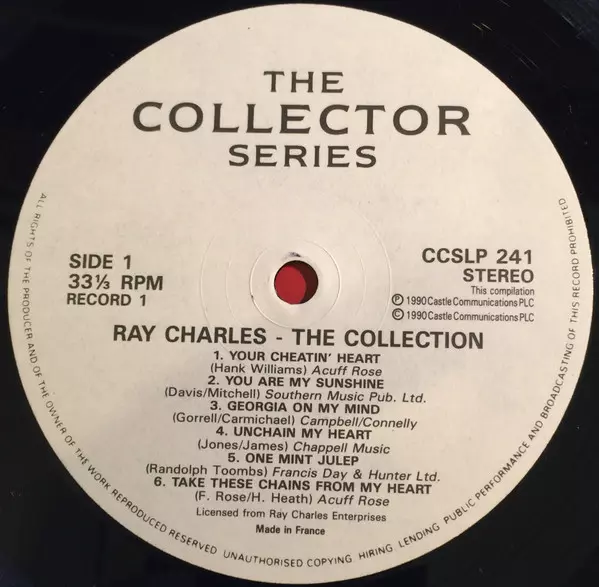 THE
COLLECTOR
SERIES
SIDE 1
33⅓ RPM
RECORD 1
CCSLP 241
STEREO
This compilation
Ⓟ 1990 Castle Communications PLC
© 1990 Castle Communications PLC
RAY CHARLES - THE COLLECTION
1. YOUR CHEATIN' HEART
(Hank Williams) Acuff Rose
2. YOU ARE MY SUNSHINE
(Davis/Mitchell) Southern Music Pub. Ltd.
3. GEORGIA ON MY MIND
(Gorrell/Carmichael) Campbell/Connelly
4. UNCHAIN MY HEART
(Jones/James) Chappell Music
5. ONE MINT JULEP
(Randolph Toombs) Francis Day & Hunter Ltd.
6. TAKE THESE CHAINS FROM MY HEART
(F. Rose/H. Heath) Acuff Rose
Licensed from Ray Charles Enterprises
Made in France
ALL RIGHTS OF THE PRODUCER AND OF THE OWNER OF THE WORK REPRODUCED RESERVED. UNAUTHORISED COPYING, HIRING, LENDING, PUBLIC PERFORMANCE AND BROADCASTING OF THIS RECORD PROHIBITED